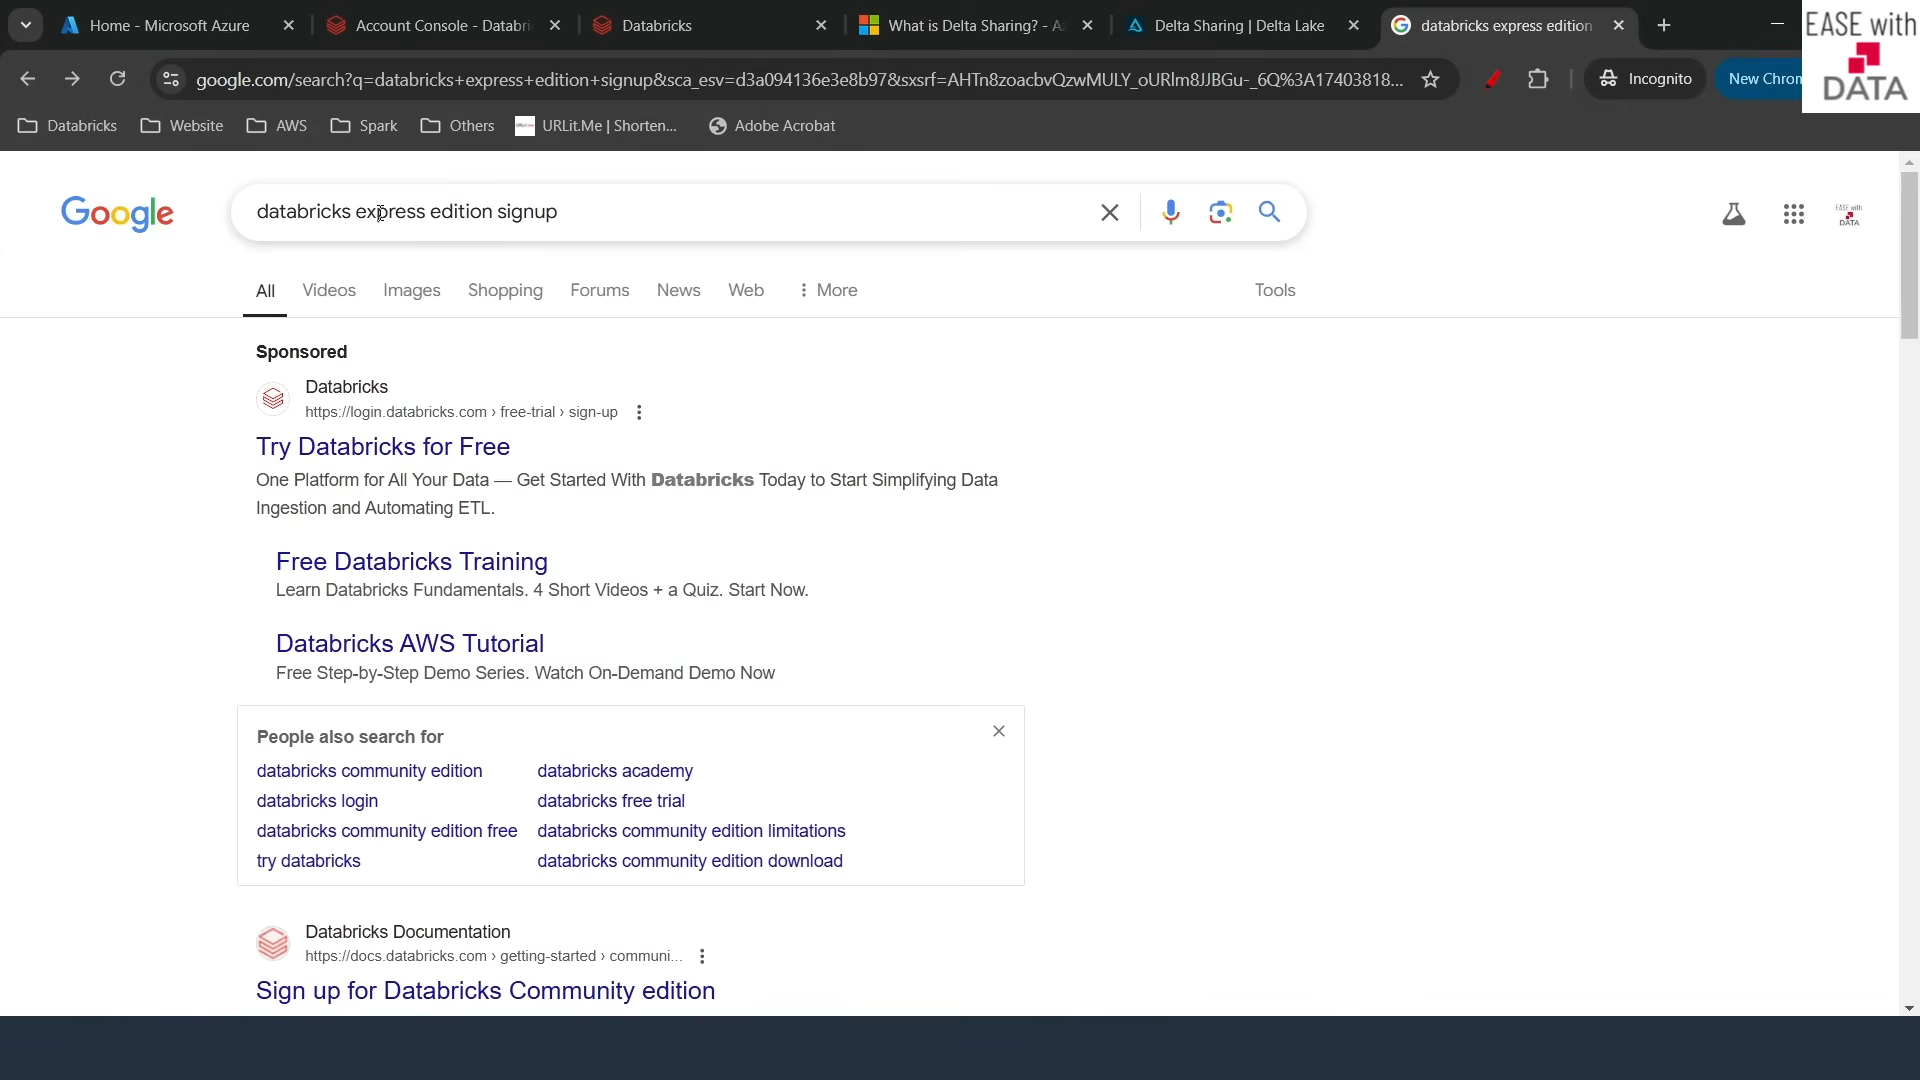 Home - Microsoft Azure
Account Console - Databri
Databricks
What is Delta Sharing? - Az
Delta Sharing | Delta Lake
databricks express edition
EASE with
DATA
google.com/search?q=databricks+express+edition+signup&sca_esv=d3a094136e3e8b97&sxsrf=AHTn8zoacbvQzwMULY_oURlm8JJBGu-_6Q%3A17403818...
Incognito
New Chrom
Databricks
Website
AWS
Spark
Others
URLit.Me | Shorten...
Adobe Acrobat
Google
databricks express edition signup
EASE with
DATA
All
Videos
Images
Shopping
Forums
News
Web
More
Tools
Sponsored
Databricks
https://login.databricks.com › free-trial › sign-up
Try Databricks for Free
One Platform for All Your Data — Get Started With Databricks Today to Start Simplifying Data
Ingestion and Automating ETL.
Free Databricks Training
Learn Databricks Fundamentals. 4 Short Videos + a Quiz. Start Now.
Databricks AWS Tutorial
Free Step-by-Step Demo Series. Watch On-Demand Demo Now
People also search for
databricks community edition
databricks academy
databricks login
databricks free trial
databricks community edition free
databricks community edition limitations
try databricks
databricks community edition download
Databricks Documentation
https://docs.databricks.com › getting-started › communi...
Sign up for Databricks Community edition